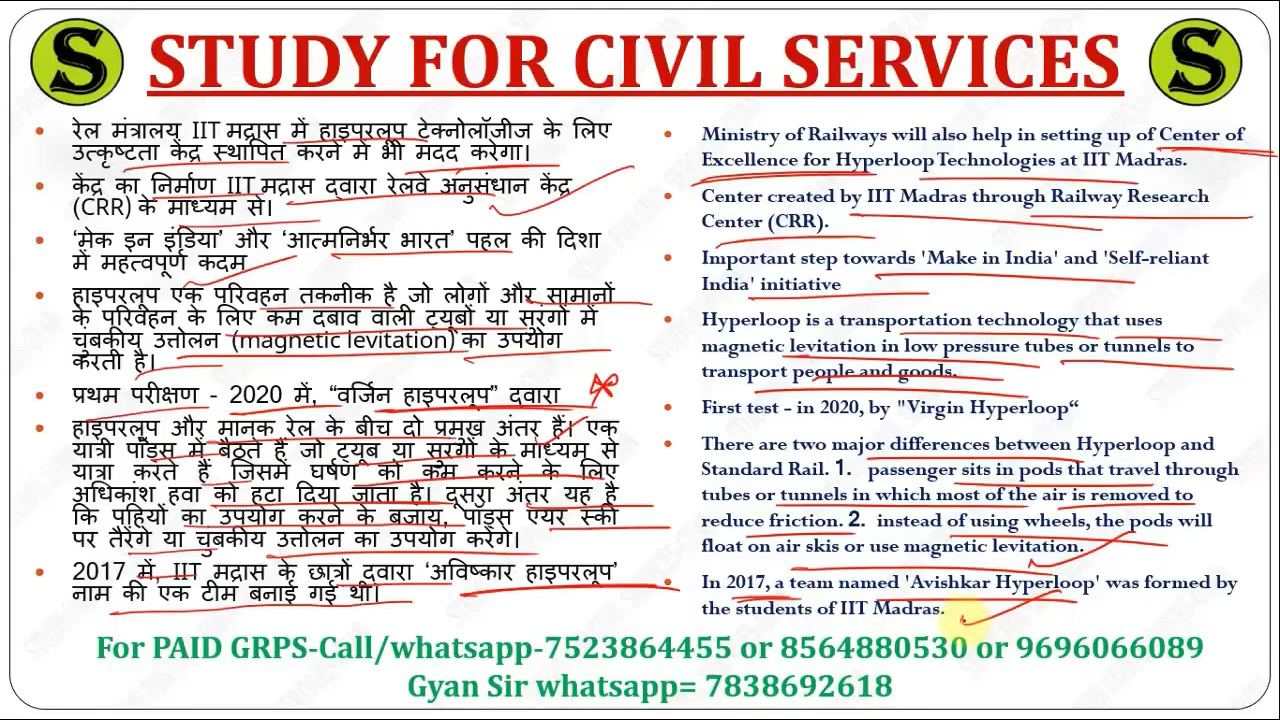 S STUDY FOR CIVIL SERVICES S
रेल मंत्रालय IIT मद्रास में हाइपरलूप टेक्नोलॉजीज के लिए
उत्कृष्टता केंद्र स्थापित करने में भी मदद करेगा।
केंद्र का निर्माण IIT मद्रास द्वारा रेलवे अनुसंधान केंद्र
(CRR) के माध्यम से।
‘मेक इन इंडिया’ और ‘आत्मनिर्भर भारत’ पहल की दिशा
में महत्वपूर्ण कदम
हाइपरलूप एक परिवहन तकनीक है जो लोगों और सामानों
के परिवहन के लिए कम दबाव वाली ट्यूबों या सुरंगों में
चुंबकीय उत्तोलन (magnetic levitation) का उपयोग
करती है।
प्रथम परीक्षण - 2020 में, “वर्जिन हाइपरलूप” द्वारा
हाइपरलूप और मानक रेल के बीच दो प्रमुख अंतर हैं। एक
यात्री पॉड्स में बैठते हैं जो ट्यूब या सुरंगों के माध्यम से
यात्रा करते हैं जिसमें घर्षण को कम करने के लिए
अधिकांश हवा को हटा दिया जाता है। दूसरा अंतर यह है
कि पहियों का उपयोग करने के बजाय, पॉड्स एयर स्की
पर तैरेंगे या चुंबकीय उत्तोलन का उपयोग करेंगे।
2017 में, IIT मद्रास के छात्रों द्वारा ‘अविष्कार हाइपरलूप’
नाम की एक टीम बनाई गई थी।
Ministry of Railways will also help in setting up of Center of
Excellence for Hyperloop Technologies at IIT Madras.
Center created by IIT Madras through Railway Research
Center (CRR).
Important step towards 'Make in India' and 'Self-reliant
India' initiative
Hyperloop is a transportation technology that uses
magnetic levitation in low pressure tubes or tunnels to
transport people and goods.
First test - in 2020, by "Virgin Hyperloop“
There are two major differences between Hyperloop and
Standard Rail. 1. passenger sits in pods that travel through
tubes or tunnels in which most of the air is removed to
reduce friction. 2. instead of using wheels, the pods will
float on air skis or use magnetic levitation.
In 2017, a team named 'Avishkar Hyperloop' was formed by
the students of IIT Madras.
For PAID GRPS-Call/whatsapp-7523864455 or 8564880530 or 9696066089
Gyan Sir whatsapp= 7838692618